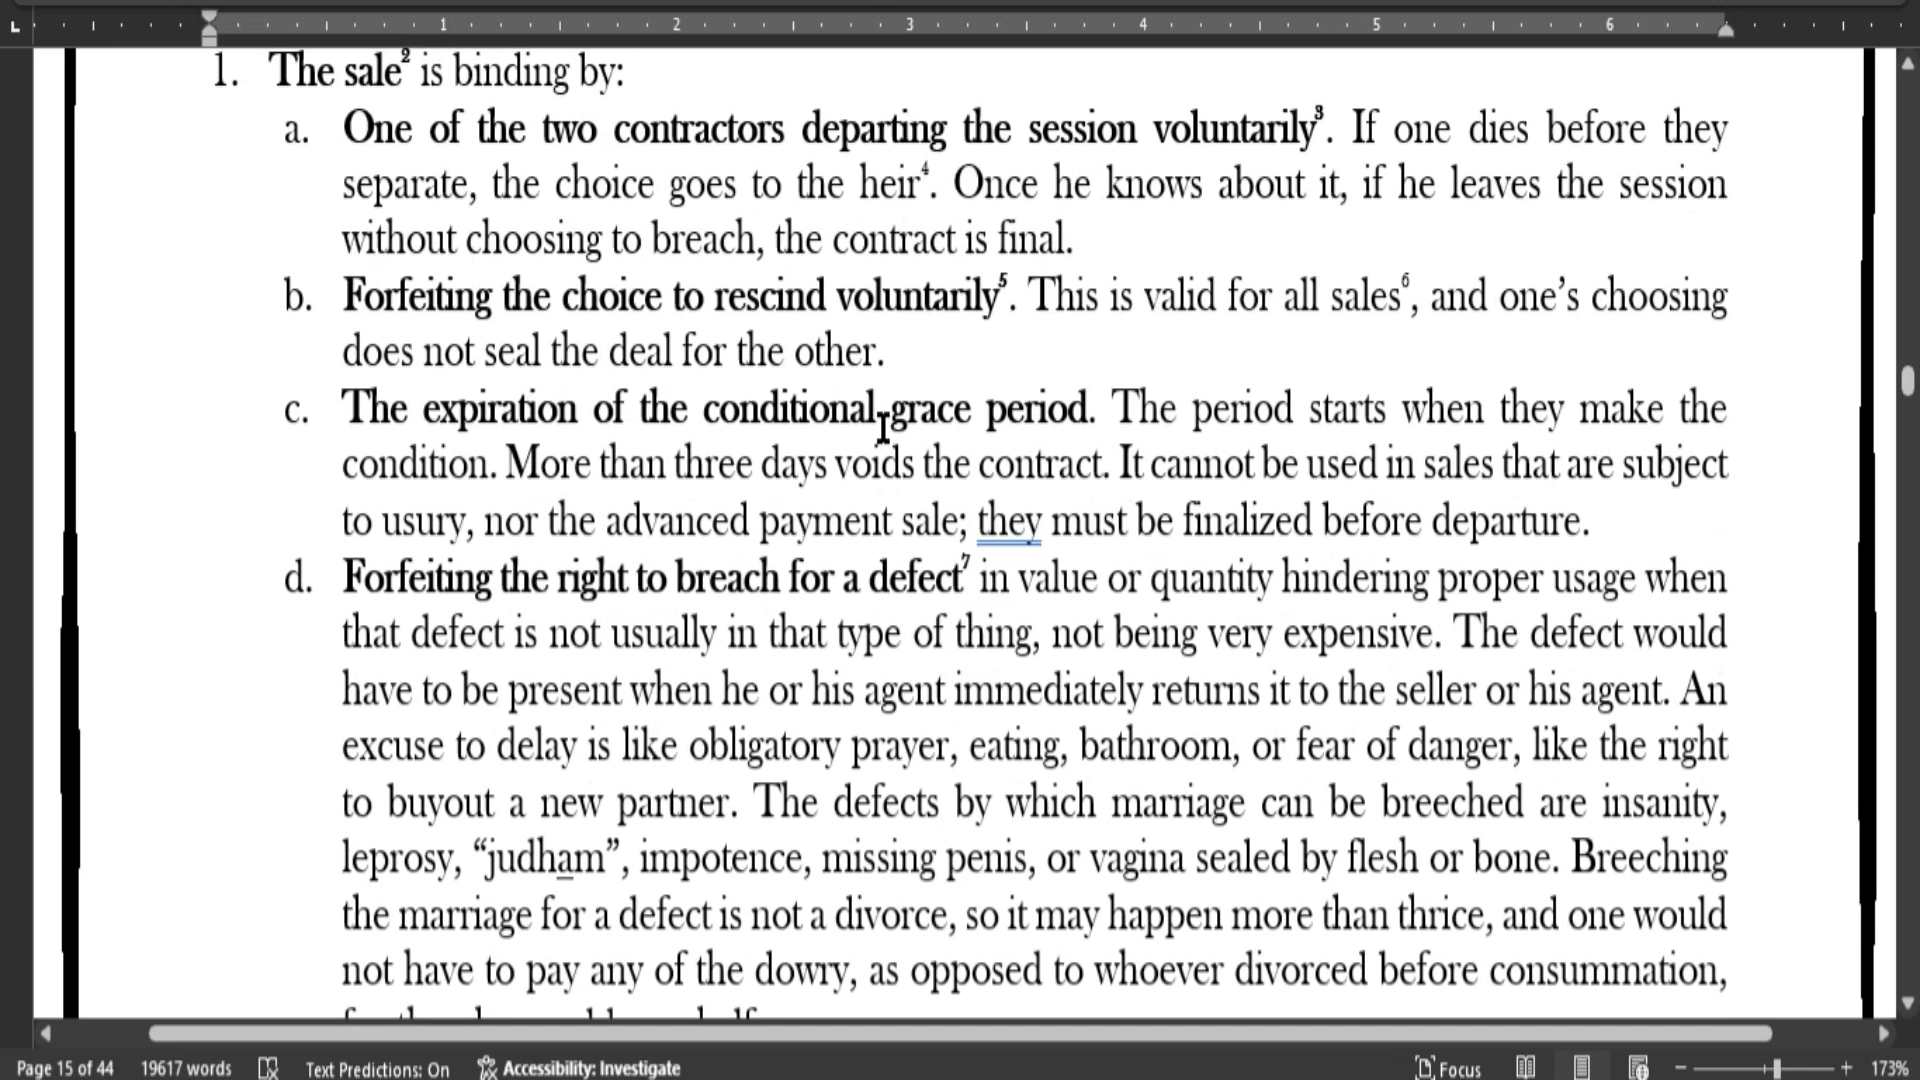 L 1 2 3 4 5 6
1. The sale² is binding by:
a. One of the two contractors departing the session voluntarily³. If one dies before they
separate, the choice goes to the heir⁴. Once he knows about it, if he leaves the session
without choosing to breach, the contract is final.
b. Forfeiting the choice to rescind voluntarily⁵. This is valid for all sales⁶, and one’s choosing
does not seal the deal for the other.
c. The expiration of the conditional grace period. The period starts when they make the
condition. More than three days voids the contract. It cannot be used in sales that are subject
to usury, nor the advanced payment sale; they must be finalized before departure.
d. Forfeiting the right to breach for a defect⁷ in value or quantity hindering proper usage when
that defect is not usually in that type of thing, not being very expensive. The defect would
have to be present when he or his agent immediately returns it to the seller or his agent. An
excuse to delay is like obligatory prayer, eating, bathroom, or fear of danger, like the right
to buyout a new partner. The defects by which marriage can be breeched are insanity,
leprosy, “judham”, impotence, missing penis, or vagina sealed by flesh or bone. Breeching
the marriage for a defect is not a divorce, so it may happen more than thrice, and one would
not have to pay any of the dowry, as opposed to whoever divorced before consummation,
Page 15 of 44 19617 words Text Predictions: On Accessibility: Investigate Focus 173%